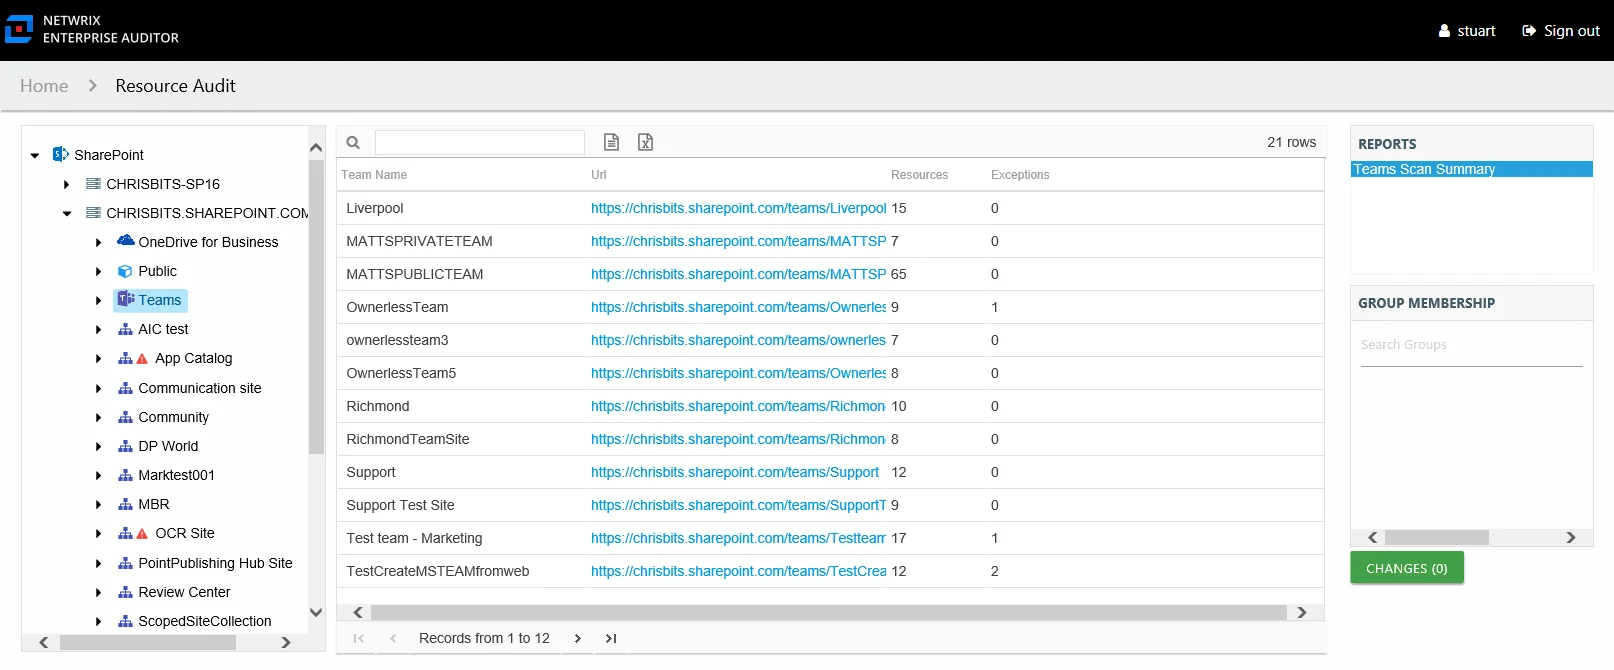 NETWRIX
ENTERPRISE AUDITOR
stuart
Sign out
Home
Resource Audit
SharePoint
CHRISBITS-SP16
CHRISBITS.SHAREPOINT.COM
OneDrive for Business
Public
Teams
AIC test
App Catalog
Communication site
Community
DP World
Marktest001
MBR
OCR Site
PointPublishing Hub Site
Review Center
ScopedSiteCollection
21 rows
Team Name Url Resources Exceptions
Liverpool https://chrisbits.sharepoint.com/teams/Liverpool 15 0
MATTSPRIVATETEAM https://chrisbits.sharepoint.com/teams/MATTSP 7 0
MATTSPUBLICTEAM https://chrisbits.sharepoint.com/teams/MATTSP 65 0
OwnerlessTeam https://chrisbits.sharepoint.com/teams/Ownerles 9 1
ownerlessteam3 https://chrisbits.sharepoint.com/teams/ownerles 7 0
OwnerlessTeam5 https://chrisbits.sharepoint.com/teams/Ownerles 8 0
Richmond https://chrisbits.sharepoint.com/teams/Richmon 10 0
RichmondTeamSite https://chrisbits.sharepoint.com/teams/Richmon 8 0
Support https://chrisbits.sharepoint.com/teams/Support 12 0
Support Test Site https://chrisbits.sharepoint.com/teams/SupportT 9 0
Test team - Marketing https://chrisbits.sharepoint.com/teams/Testteam 17 1
TestCreateMSTEAMfromweb https://chrisbits.sharepoint.com/teams/TestCrea 12 2
Records from 1 to 12
REPORTS
Teams Scan Summary
GROUP MEMBERSHIP
Search Groups
CHANGES (0)